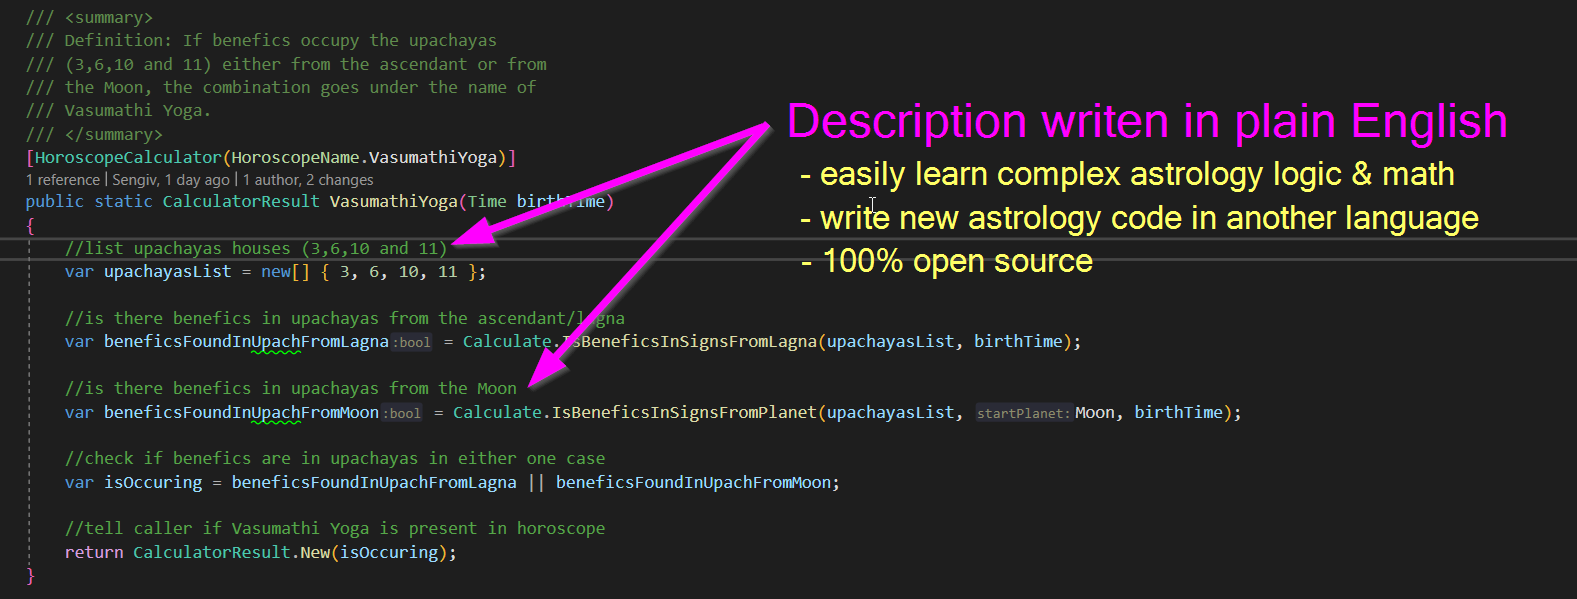 /// <summary>
/// Definition: If benefics occupy the upachayas
/// (3,6,10 and 11) either from the ascendant or from
/// the Moon, the combination goes under the name of
/// Vasumathi Yoga.
/// </summary>
[HoroscopeCalculator(HoroscopeName.VasumathiYoga)]
1 reference | Sengiv, 1 day ago | 1 author, 2 changes
public static CalculatorResult VasumathiYoga(Time birthTime)
{
//list upachayas houses (3,6,10 and 11)
var upachayasList = new[] { 3, 6, 10, 11 };
//is there benefics in upachayas from the ascendant/lagna
var beneficsFoundInUpachFromLagna :bool = Calculate.IsBeneficsInSignsFromLagna(upachayasList, birthTime);
//is there benefics in upachayas from the Moon
var beneficsFoundInUpachFromMoon :bool = Calculate.IsBeneficsInSignsFromPlanet(upachayasList, startPlanet: Moon, birthTime);
//check if benefics are in upachayas in either one case
var isOccuring = beneficsFoundInUpachFromLagna || beneficsFoundInUpachFromMoon;
//tell caller if Vasumathi Yoga is present in horoscope
return CalculatorResult.New(isOccuring);
}
Description writen in plain English
- easily learn complex astrology logic & math
- write new astrology code in another language
- 100% open source